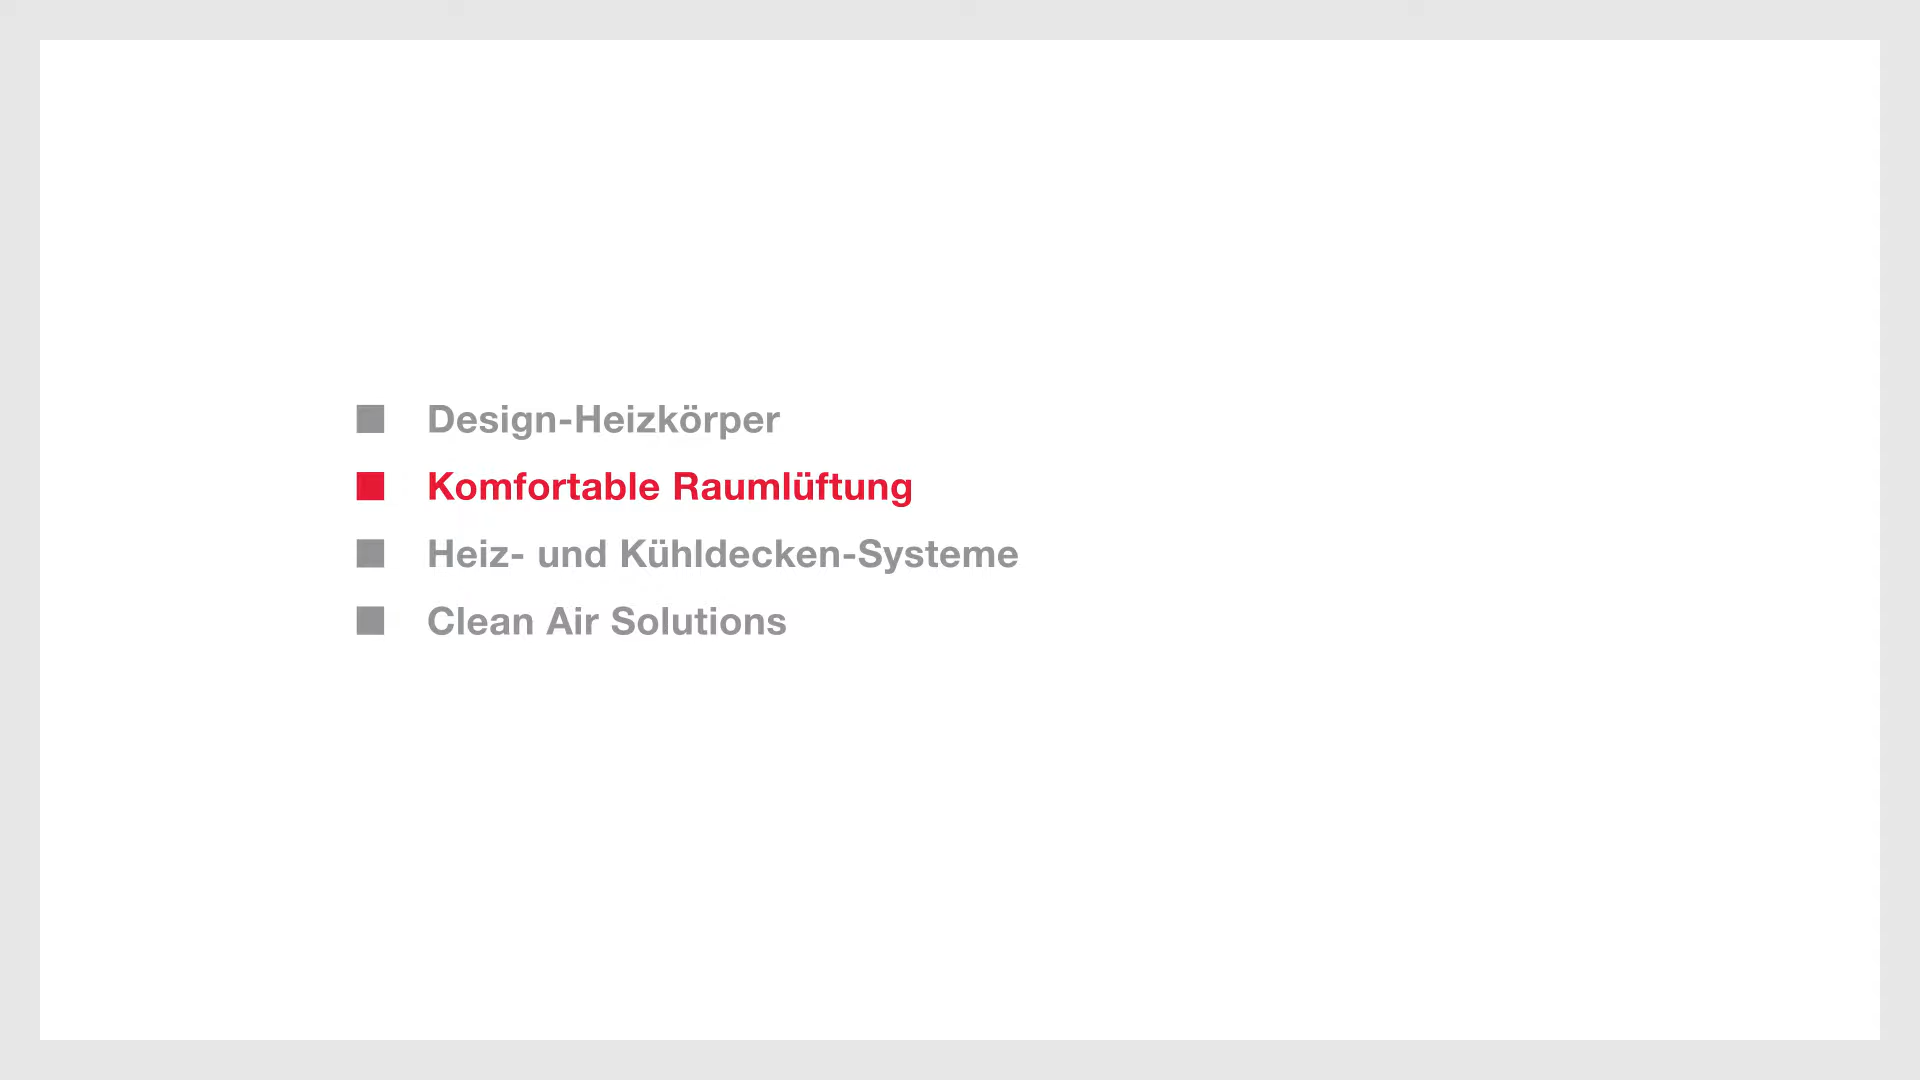 Design-Heizkörper
Komfortable Raumlüftung
Heiz- und Kühldecken-Systeme
Clean Air Solutions